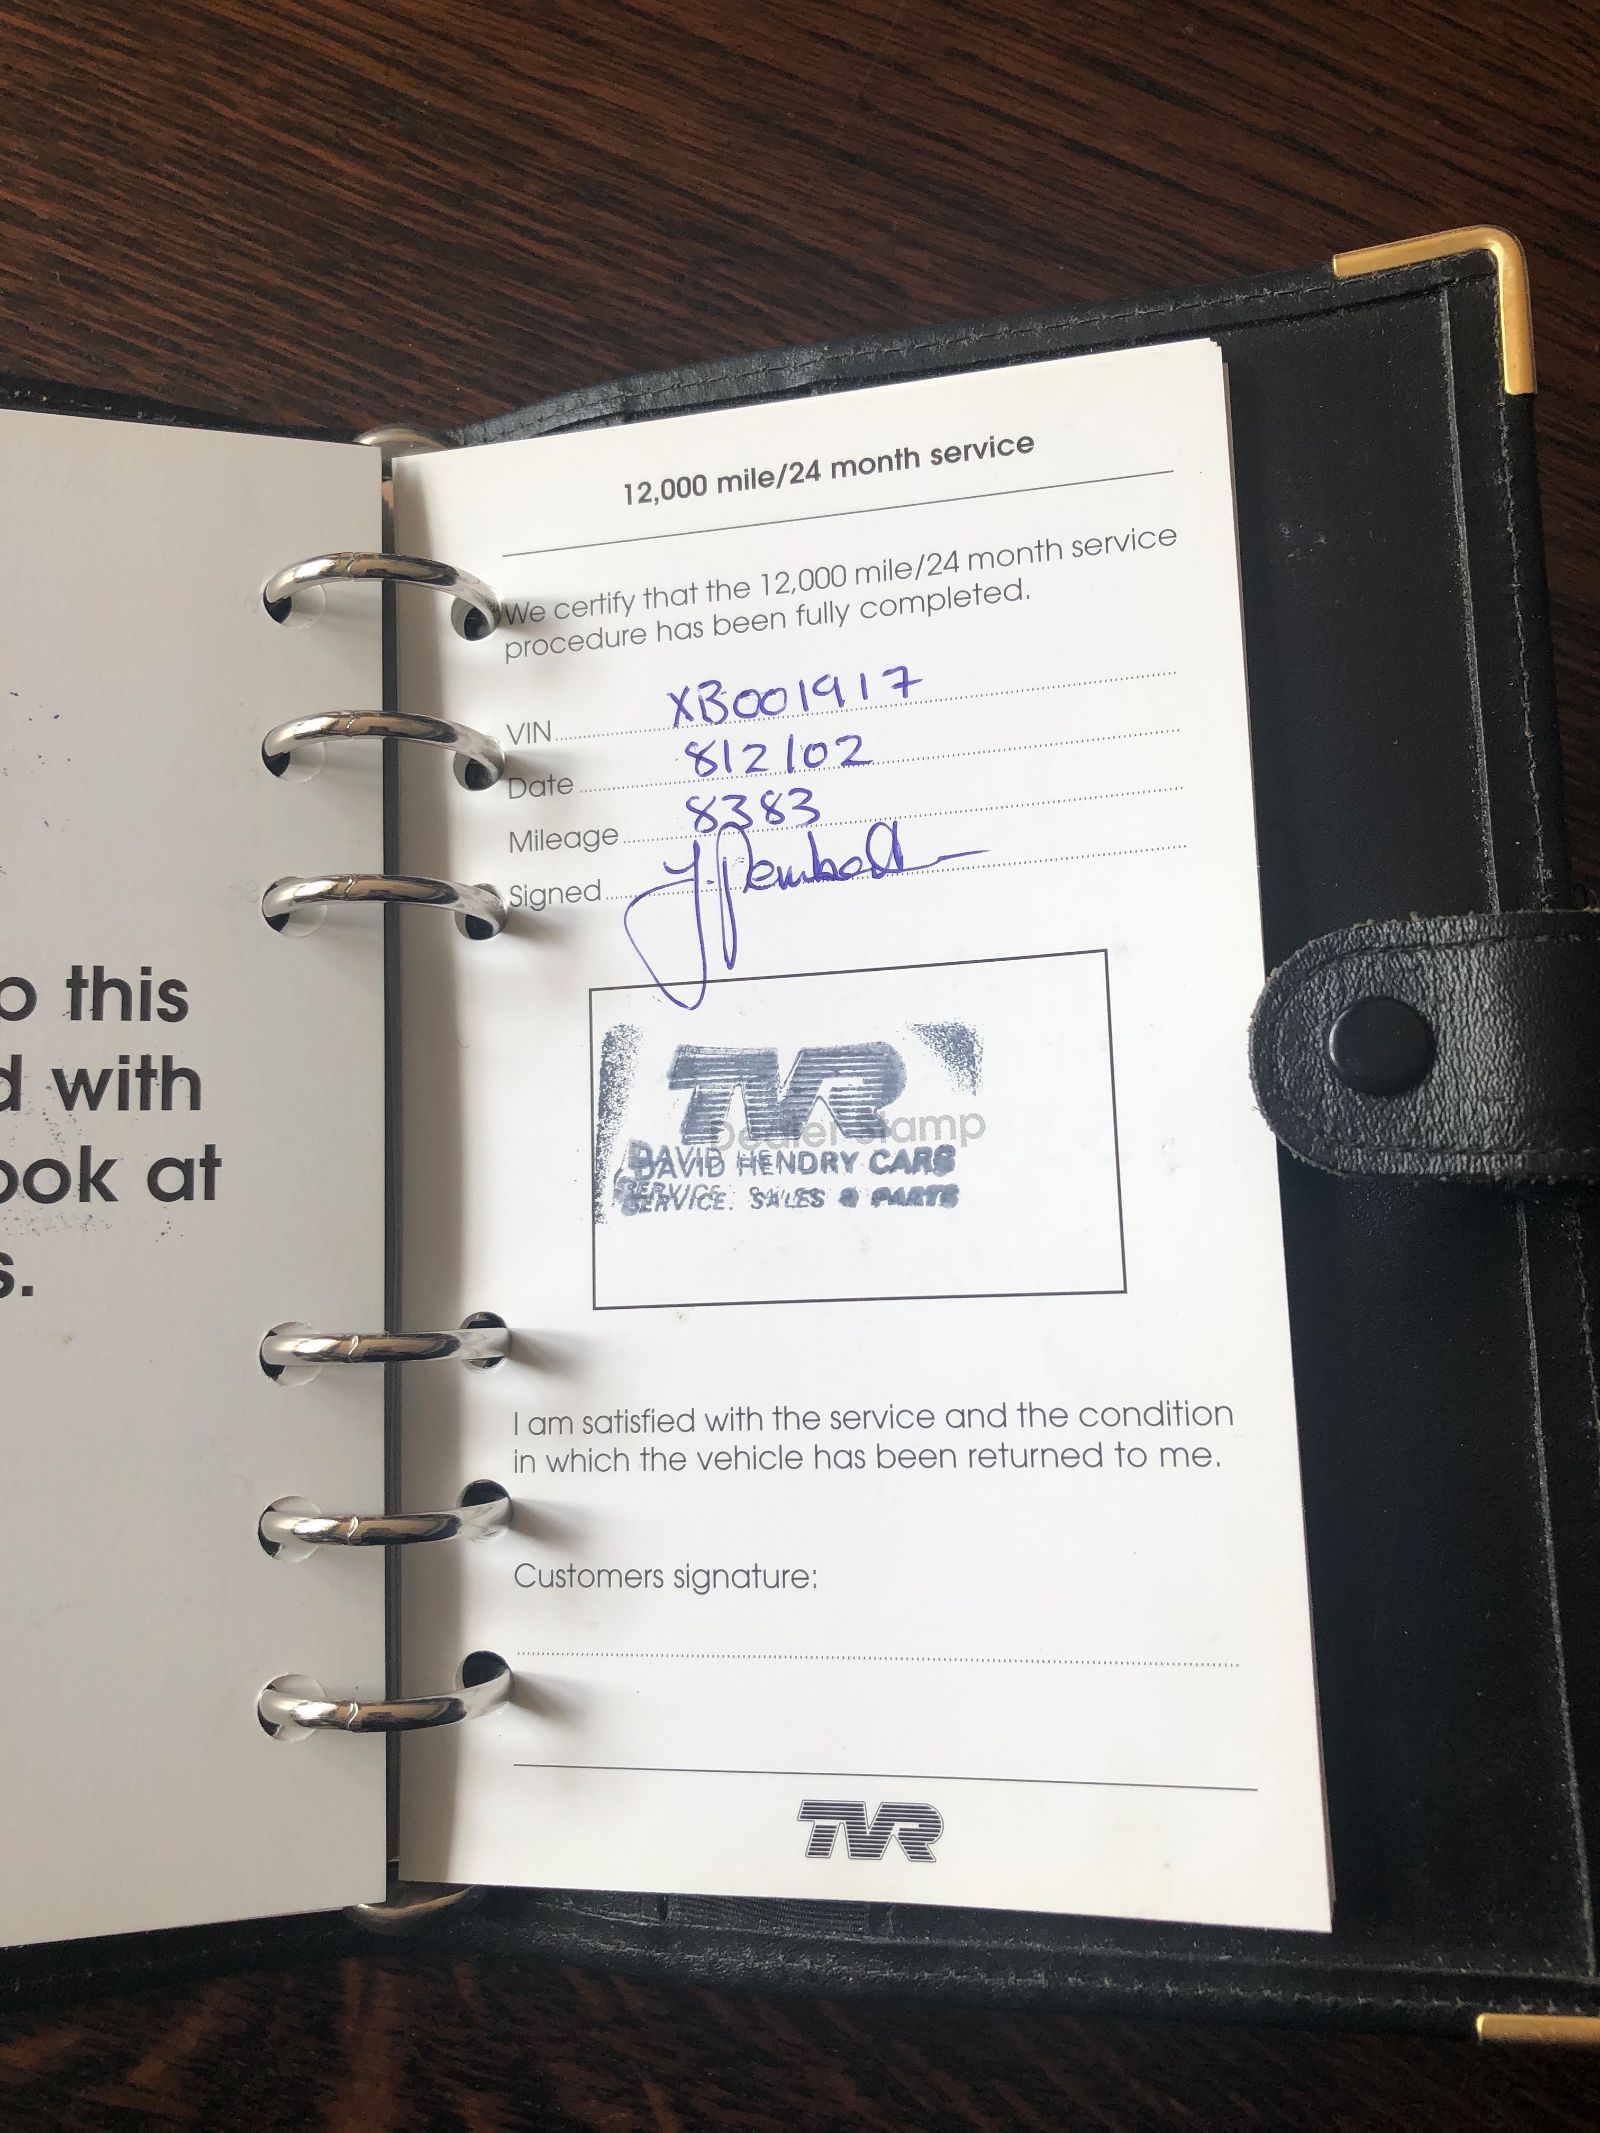 p this
d with
ook at
s.
12,000 mile/24 month service
We certify that the 12,000 mile/24 month service
procedure has been fully completed.
VIN XB001917
Date 8/2/02
Mileage 8383
Signed
TVR
Dealer Stamp
DAVID HENDRY CARS
SERVICE. SALES & PARTS
I am satisfied with the service and the condition
in which the vehicle has been returned to me.
Customers signature:
TVR